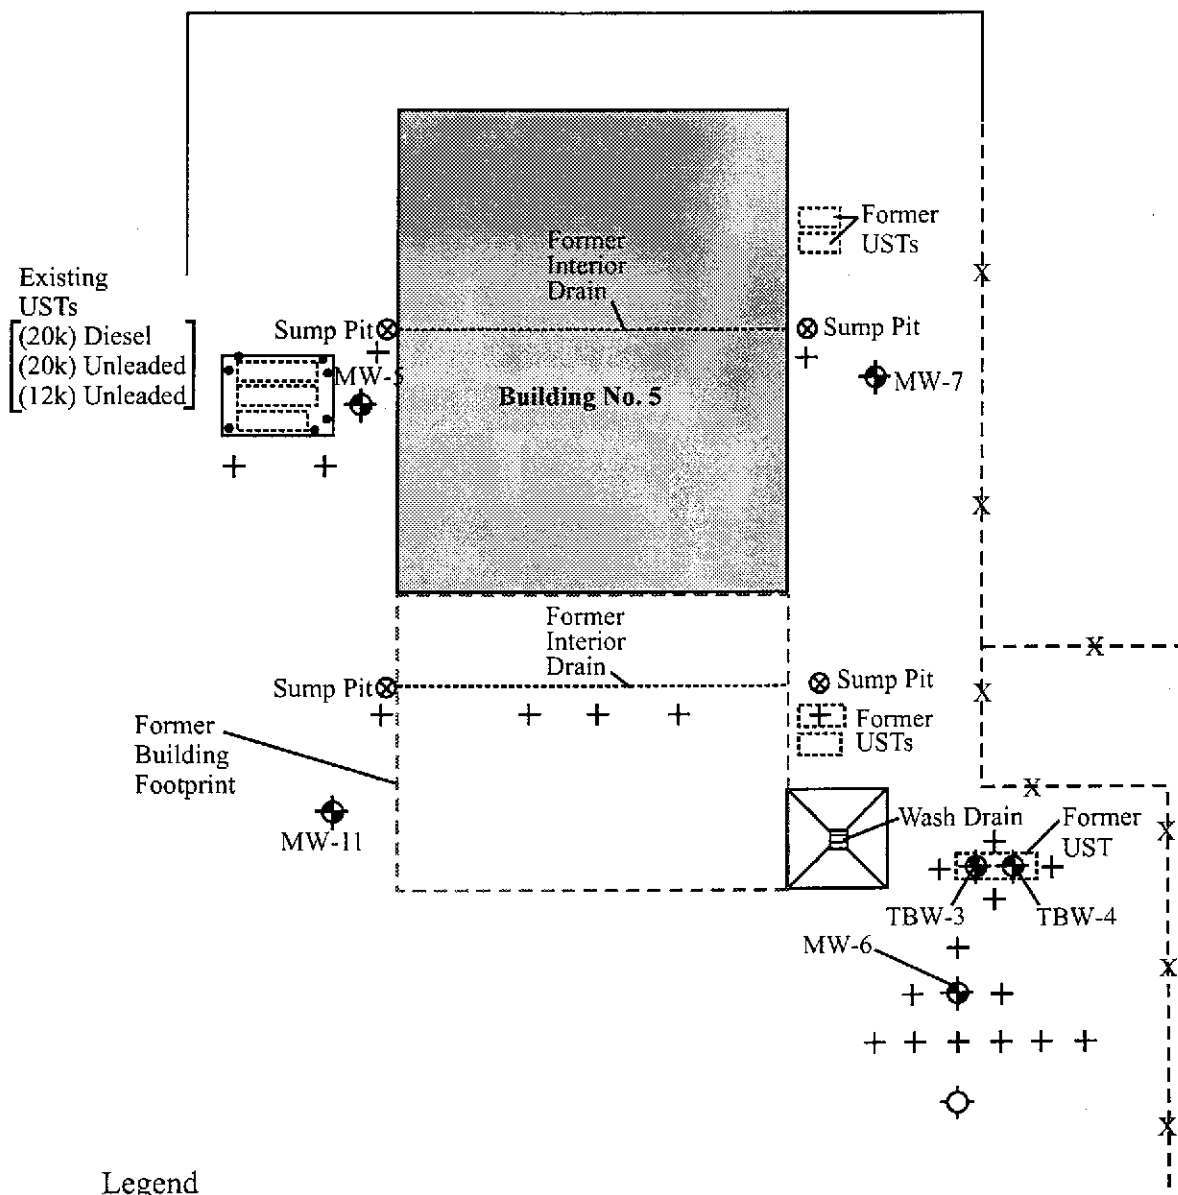 Former
USTs
Former
Interior
Drain
Existing
USTs
(20k) Diesel
(20k) Unleaded
(12k) Unleaded
Sump Pit
Sump Pit
MW-5
MW-7
Building No. 5
Former
Interior
Drain
Sump Pit
Sump Pit
Former
USTs
Former
Building
Footprint
MW-11
Wash Drain
Former
UST
TBW-3
TBW-4
MW-6
Legend